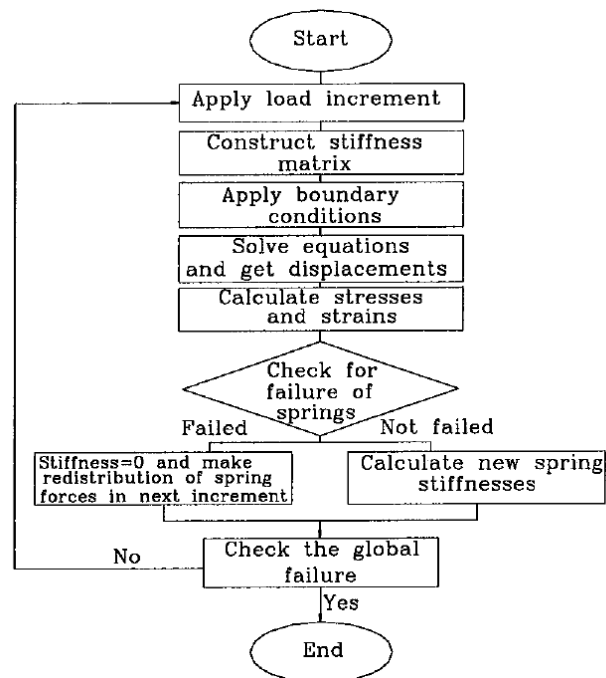 Start
Apply load increment
Construct stiffness
matrix
Apply boundary
conditions
Solve equations
and get displacements
Calculate stresses
and strains
Check for
failure of
springs
Failed
Not failed
Stiffness=0 and make
redistribution of spring
forces in next increment
Calculate new spring
stiffnesses
No
Check the global
failure
Yes
End